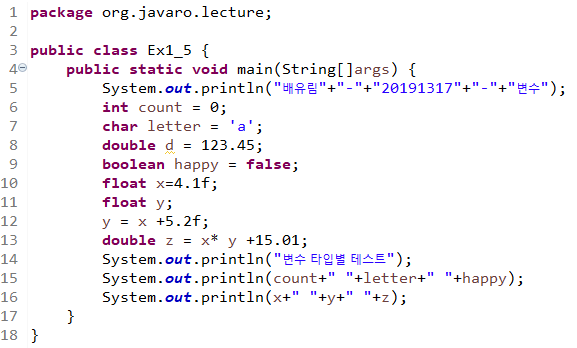 1 package org.javaro.lecture;
2
3 public class Ex1_5 {
4 public static void main(String[]args) {
5 System.out.println("배유림"+"-"+"20191317"+"-"+"변수");
6 int count = 0;
7 char letter = 'a';
8 double d = 123.45;
9 boolean happy = false;
10 float x=4.1f;
11 float y;
12 y = x +5.2f;
13 double z = x* y +15.01;
14 System.out.println("변수 타입별 테스트");
15 System.out.println(count+" "+letter+" "+happy);
16 System.out.println(x+" "+y+" "+z);
17 }
18 }